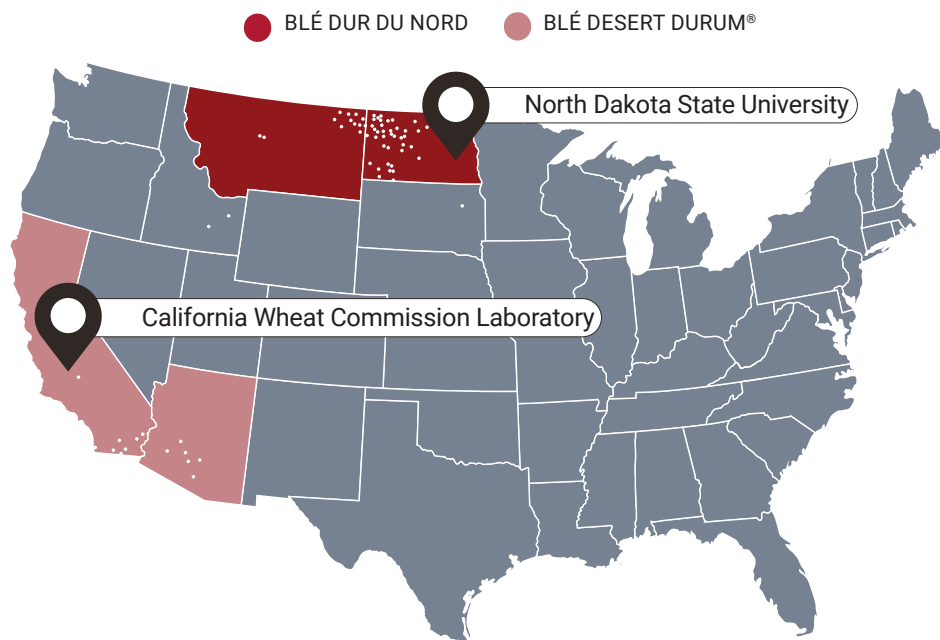 BLÉ DUR DU NORD
BLÉ DESERT DURUM®
North Dakota State University
California Wheat Commission Laboratory